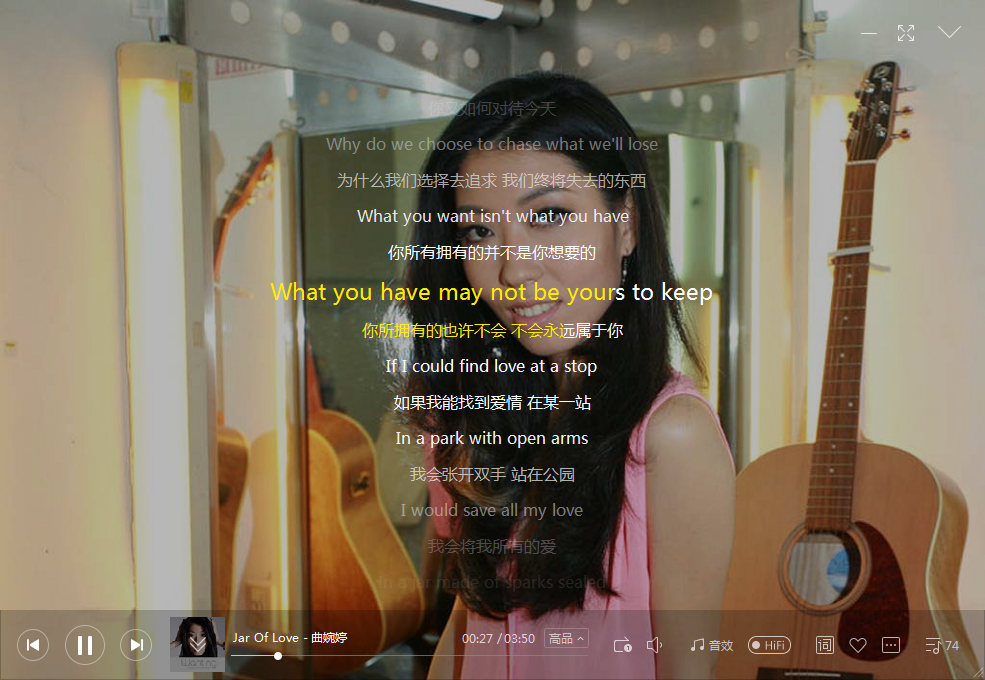 你又如何对待今天
Why do we choose to chase what we'll lose
为什么我们选择去追求 我们终将失去的东西
What you want isn't what you have
你所有拥有的并不是你想要的
What you have may not be yours to keep
你所拥有的也许不会 不会永远属于你
If I could find love at a stop
如果我能找到爱情 在某一站
In a park with open arms
我会张开双手 站在公园
I would save all my love
我会将我所有的爱
In a jar made of sparks sealed
Wanting
Jar Of Love - 曲婉婷
00:27 / 03:50
高品
音效
HiFi
词
74